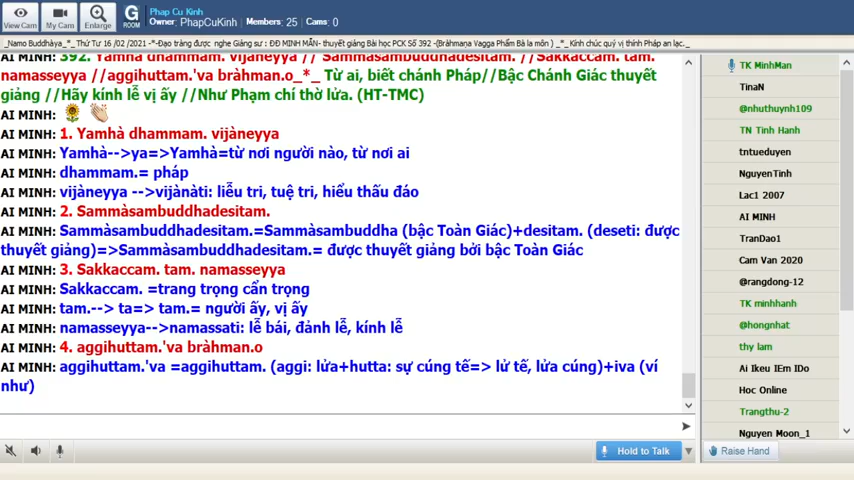 View Cam
My Cam
Enlarge
G
ROOM
Phap Cu Kinh
Owner: PhapCuKinh Members: 25 Cams: 0
_Namo Buddhàya_*_ Thứ Tư 16 /02 /2021 -*-Đạo tràng được nghe Giảng sư : ĐĐ MINH MẪN- thuyết giảng Bài học PCK Số 392 -(Bràhmaṇa Vagga Phẩm Bà la môn ) _*_ Kính chúc quý vị thính Pháp an lạc._
392. Yamhà dhammam. vijàneyya // Sammàsambuddhadesitam. //Sakkaccam. tam.
namasseyya //aggihuttam.'va bràhman.o_*_ Từ ai, biết chánh Pháp//Bậc Chánh Giác thuyết
giảng //Hãy kính lễ vị ấy //Như Phạm chí thờ lửa. (HT-TMC)
AI MINH:
AI MINH: 1. Yamhà dhammam. vijàneyya
AI MINH: Yamhà-->ya=>Yamhà=từ nơi người nào, từ nơi ai
AI MINH: dhammam.= pháp
AI MINH: vijàneyya -->vijànàti: liễu tri, tuệ tri, hiểu thấu đáo
AI MINH: 2. Sammàsambuddhadesitam.
AI MINH: Sammàsambuddhadesitam.=Sammàsambuddha (bậc Toàn Giác)+desitam. (deseti: được
thuyết giảng)=>Sammàsambuddhadesitam.= được thuyết giảng bởi bậc Toàn Giác
AI MINH: 3. Sakkaccam. tam. namasseyya
AI MINH: Sakkaccam. =trang trọng cẩn trọng
AI MINH: tam.--> ta=> tam.= người ấy, vị ấy
AI MINH: namasseyya-->namassati: lễ bái, đảnh lễ, kính lễ
AI MINH: 4. aggihuttam.'va bràhman.o
AI MINH: aggihuttam.'va =aggihuttam. (aggi: lửa+hutta: sự cúng tế=> lử tế, lửa cúng)+iva (ví
như)
TK MinhMan
TinaN
@nhuthuynh109
TN Tinh Hanh
tntueduyen
NguyenTinh
Lac1 2007
AI MINH
TranDao1
Cam Van 2020
@rangdong-12
TK minhhanh
@hongnhat
thy lam
Ai Ikeu IEm IDo
Hoc Online
Trangthu-2
Nguyen Moon_1
Hold to Talk
Raise Hand